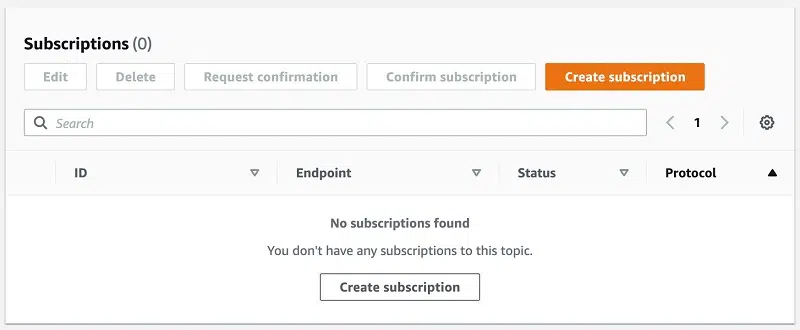 Subscriptions (0)
Edit Delete Request confirmation Confirm subscription Create subscription
Search 1
ID Endpoint Status Protocol
No subscriptions found
You don't have any subscriptions to this topic.
Create subscription